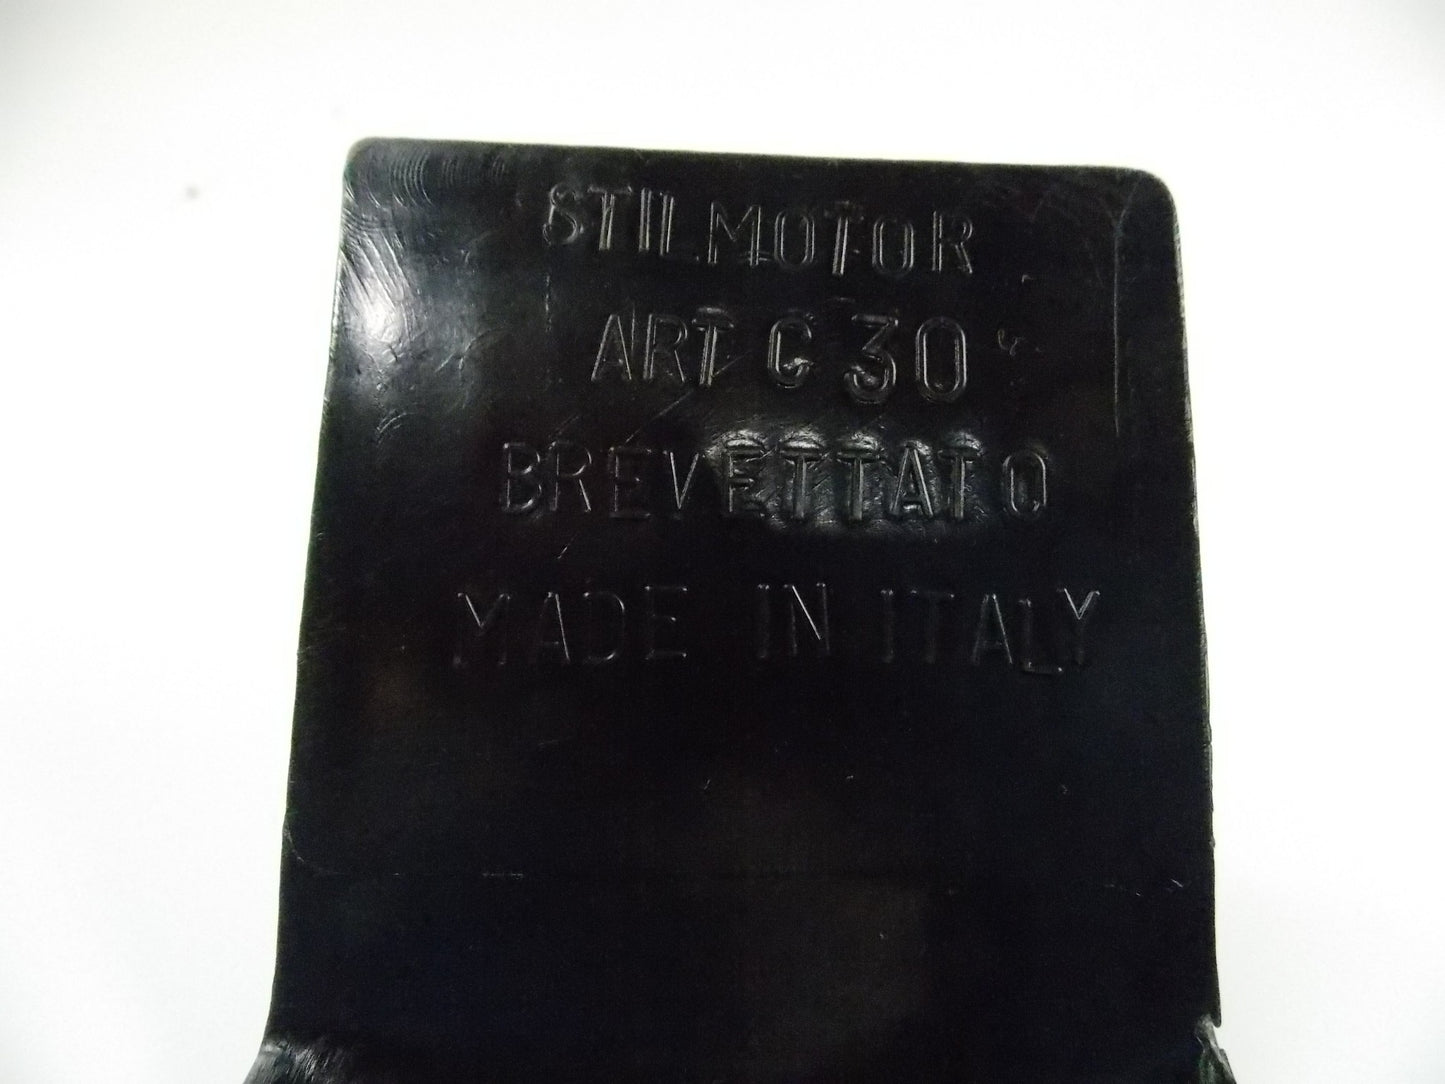 STILMOTOR
ART C 30
BREVETTATO
MADE IN ITALY